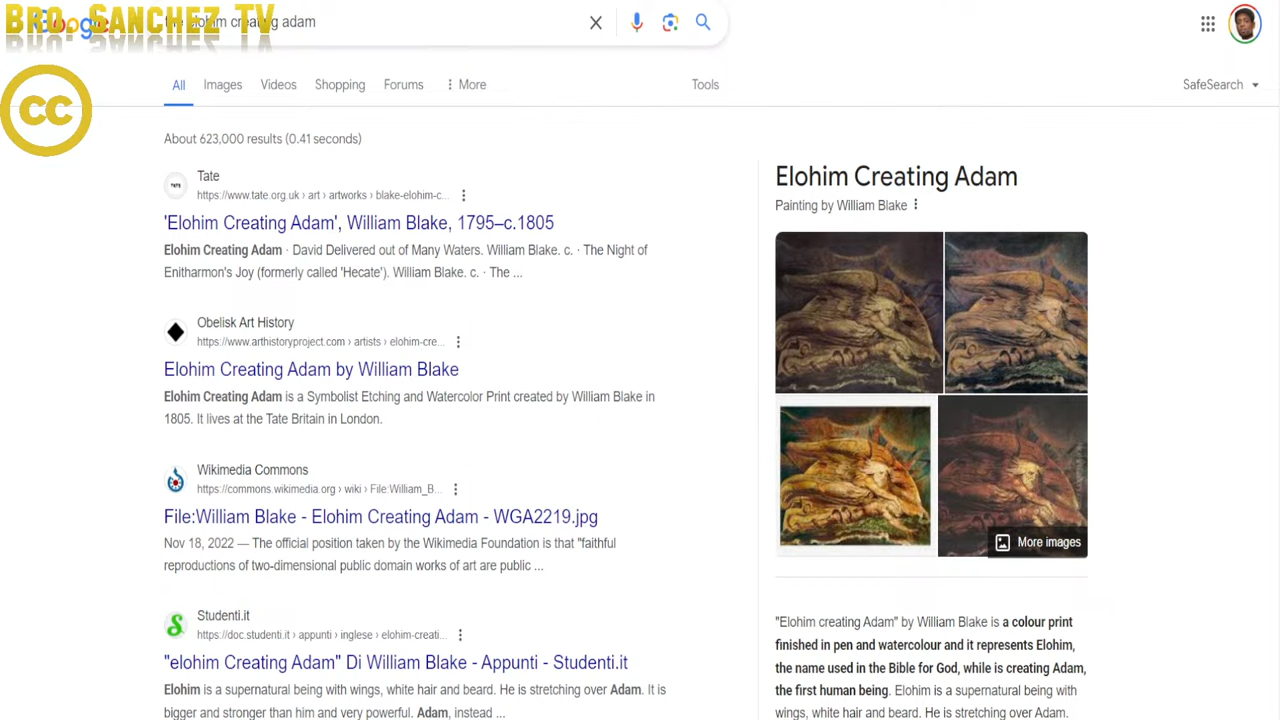 Bro. Sanchez TV
Google
the elohim creating adam
CC
All Images Videos Shopping Forums More Tools SafeSearch
About 623,000 results (0.41 seconds)
TATE
Tate
https://www.tate.org.uk › art › artworks › blake-elohim-c...
'Elohim Creating Adam', William Blake, 1795–c.1805
Elohim Creating Adam · David Delivered out of Many Waters. William Blake. c. · The Night of
Enitharmon's Joy (formerly called 'Hecate'). William Blake. c. · The ...
Obelisk Art History
https://www.arthistoryproject.com › artists › elohim-cre...
Elohim Creating Adam by William Blake
Elohim Creating Adam is a Symbolist Etching and Watercolor Print created by William Blake in
1805. It lives at the Tate Britain in London.
Wikimedia Commons
https://commons.wikimedia.org › wiki › File:William_B...
File:William Blake - Elohim Creating Adam - WGA2219.jpg
Nov 18, 2022 — The official position taken by the Wikimedia Foundation is that "faithful
reproductions of two-dimensional public domain works of art are public ...
Studenti.it
https://doc.studenti.it › appunti › inglese › elohim-creati...
"elohim Creating Adam" Di William Blake - Appunti - Studenti.it
Elohim is a supernatural being with wings, white hair and beard. He is stretching over Adam. It is
bigger and stronger than him and very powerful. Adam, instead ...
Elohim Creating Adam
Painting by William Blake
More images
"Elohim creating Adam" by William Blake is a colour print
finished in pen and watercolour and it represents Elohim,
the name used in the Bible for God, while is creating Adam,
the first human being. Elohim is a supernatural being with
wings, white hair and beard. He is stretching over Adam.